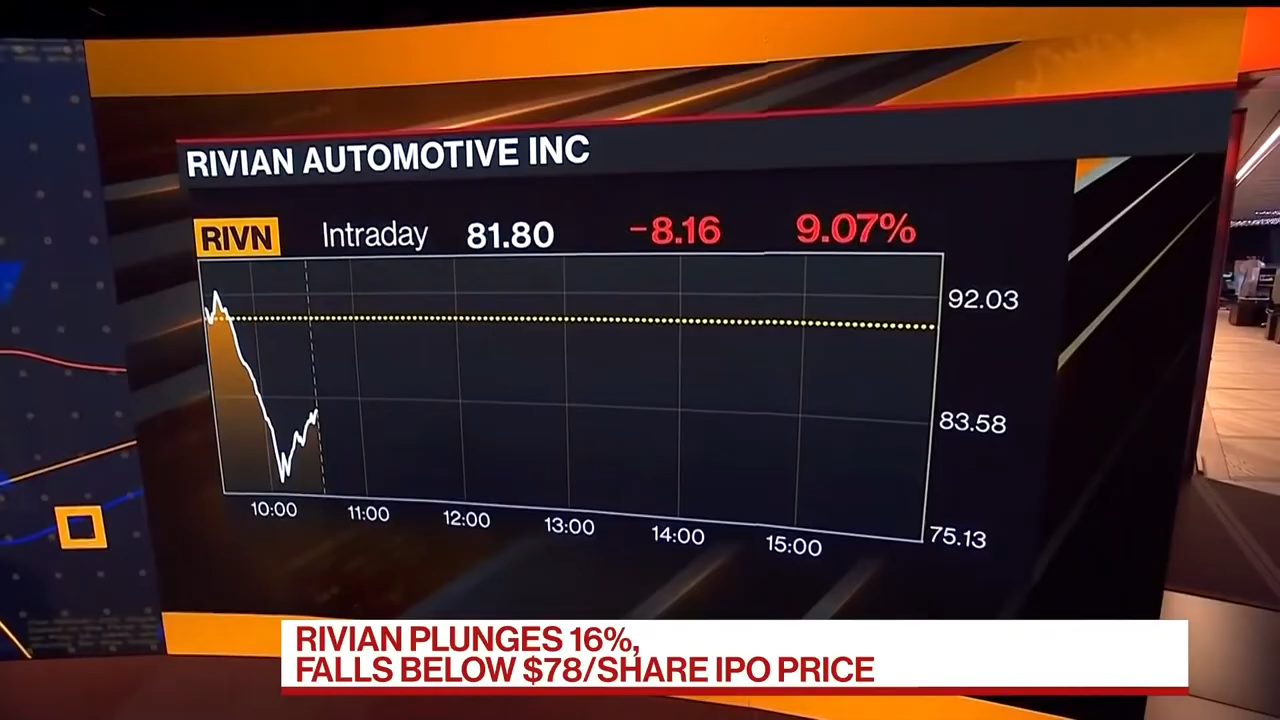 RIVIAN AUTOMOTIVE INC
RIVN Intraday 81.80 -8.16 9.07%
92.03
83.58
75.13
10:00 11:00 12:00 13:00 14:00 15:00
RIVIAN PLUNGES 16%,
FALLS BELOW $78/SHARE IPO PRICE